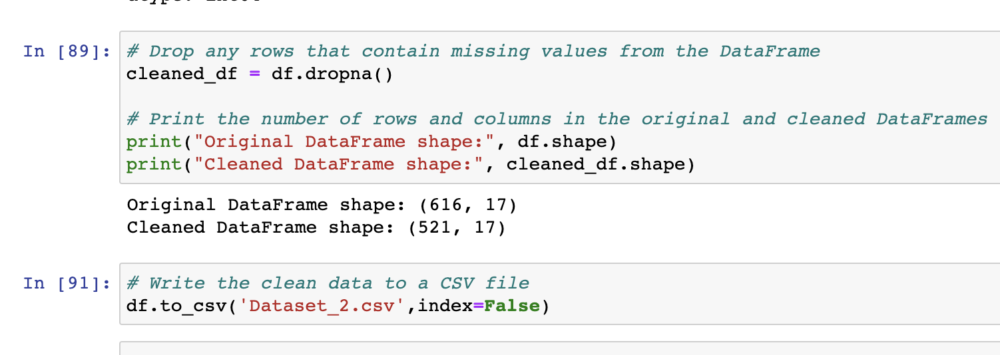 In [89]:
# Drop any rows that contain missing values from the DataFrame
cleaned_df = df.dropna()
# Print the number of rows and columns in the original and cleaned DataFrames
print("Original DataFrame shape:", df.shape)
print("Cleaned DataFrame shape:", cleaned_df.shape)
Original DataFrame shape: (616, 17)
Cleaned DataFrame shape: (521, 17)
In [91]:
# Write the clean data to a CSV file
df.to_csv('Dataset_2.csv',index=False)